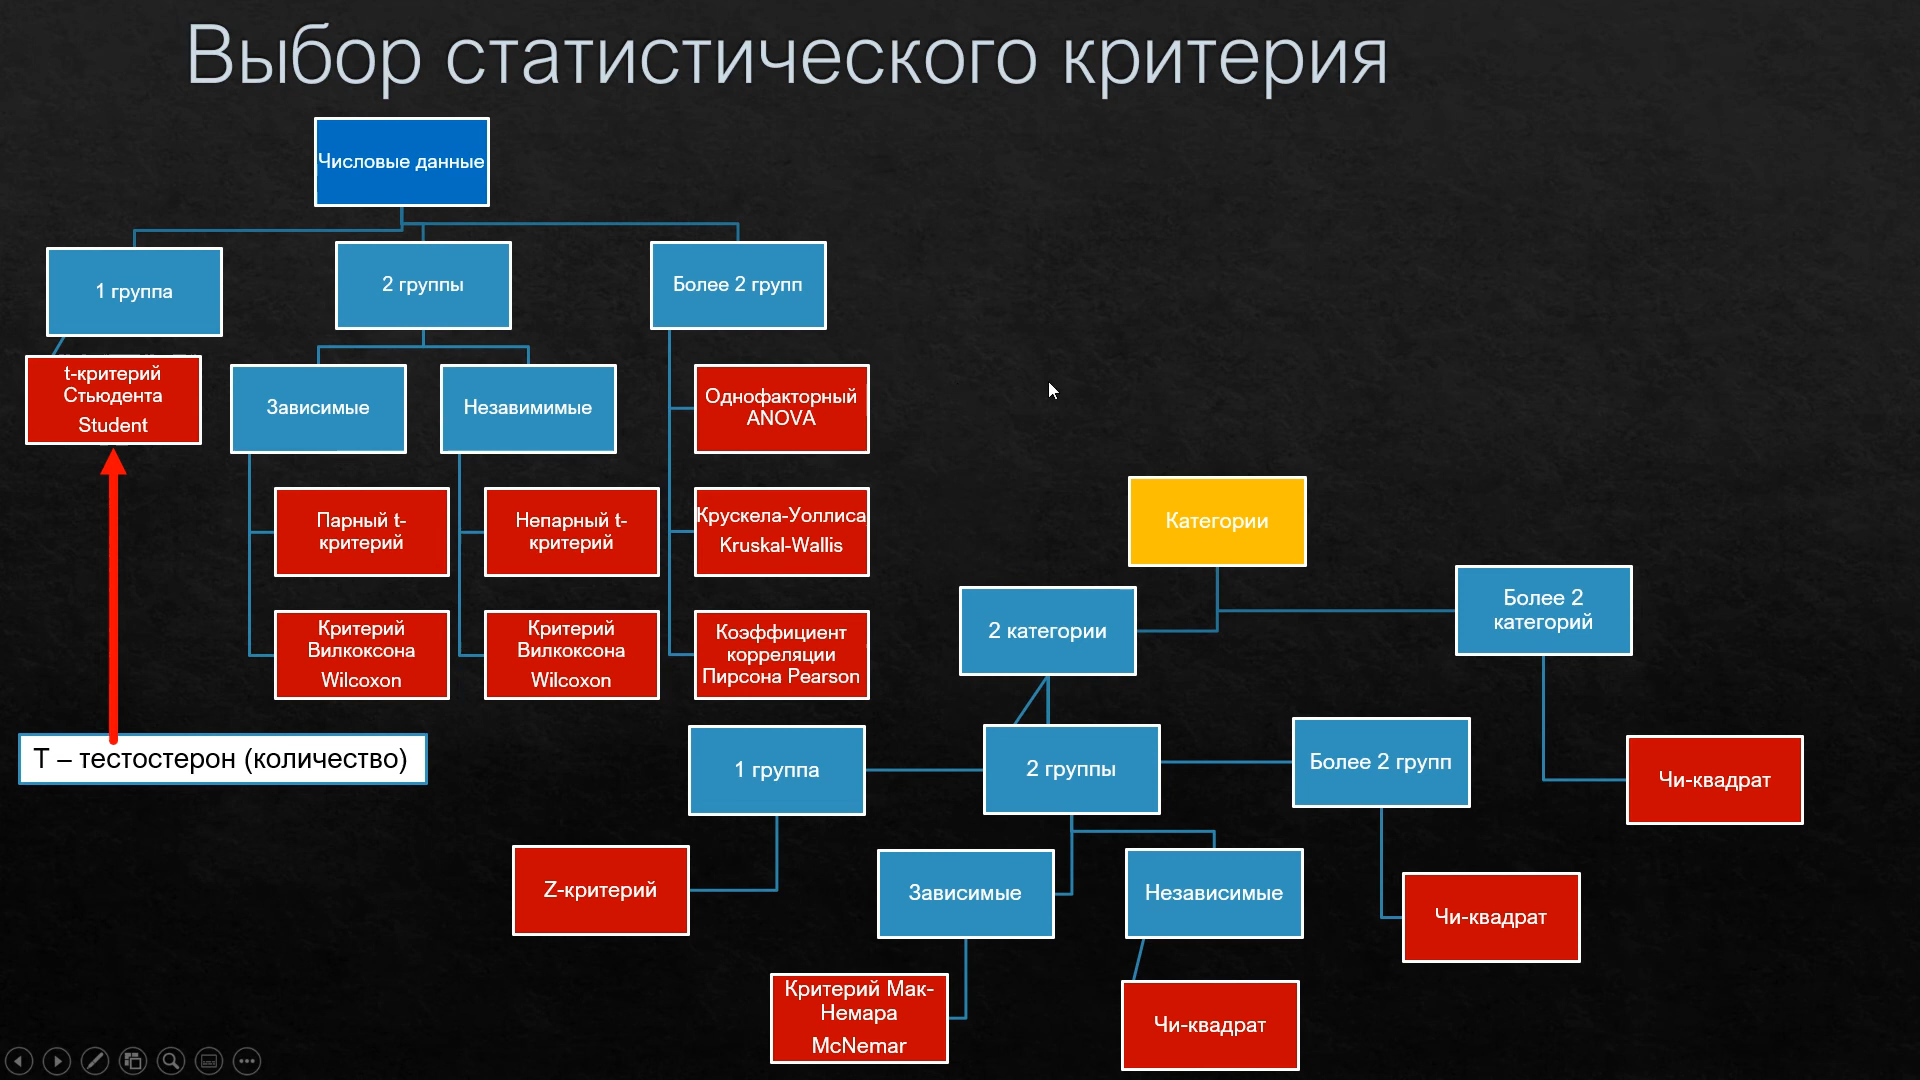 Выбор статистического критерия
Числовые данные
1 группа
2 группы
Более 2 групп
t-критерий
Стьюдента
Student
Зависимые
Незавимимые
Однофакторный
ANOVA
Парный t-
критерий
Непарный t-
критерий
Крускела-Уоллиса
Kruskal-Wallis
Критерий
Вилкоксона
Wilcoxon
Критерий
Вилкоксона
Wilcoxon
Коэффициент
корреляции
Пирсона Pearson
Т – тестостерон (количество)
Категории
2 категории
Более 2
категорий
1 группа
2 группы
Более 2 групп
Чи-квадрат
Z-критерий
Зависимые
Независимые
Чи-квадрат
Критерий Мак-
Немара
McNemar
Чи-квадрат